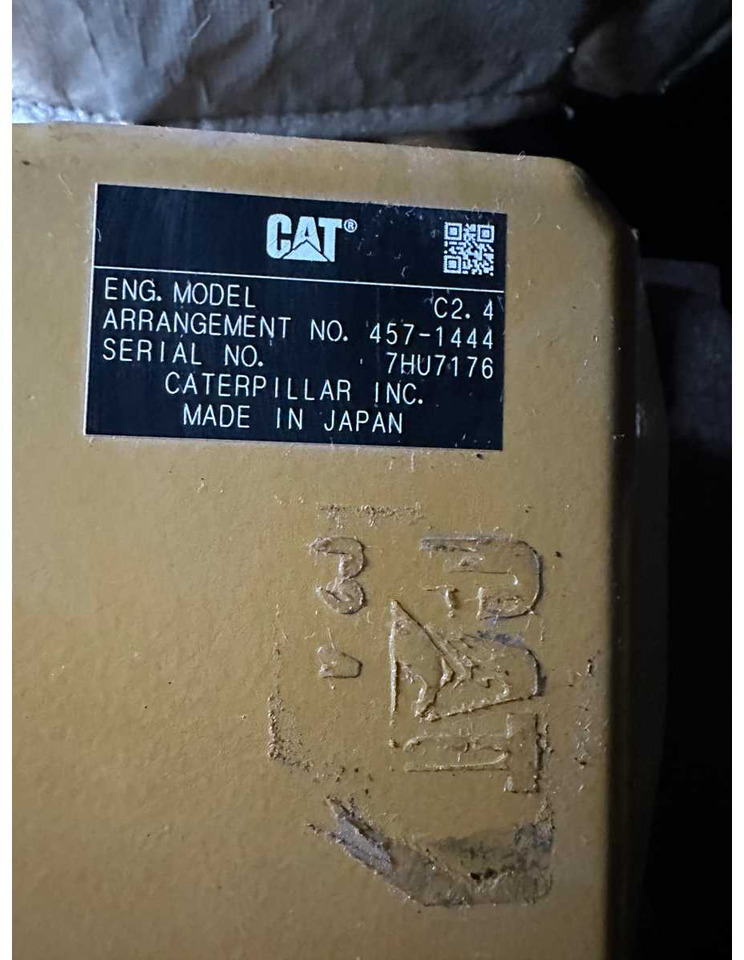 CAT®
ENG. MODEL C2.4
ARRANGEMENT NO. 457-1444
SERIAL NO. 7HU7176
CATERPILLAR INC.
MADE IN JAPAN